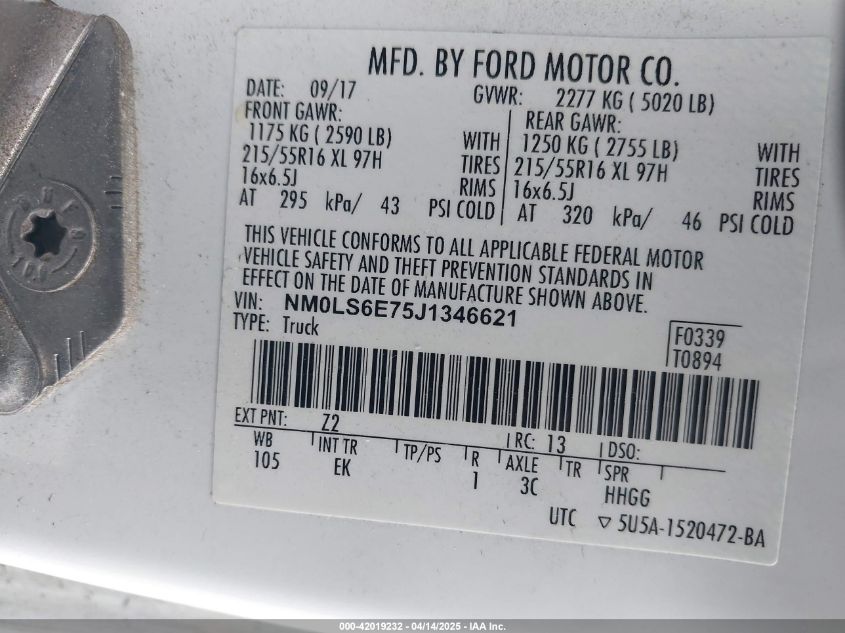 MFD. BY FORD MOTOR CO.
DATE: 09/17 GVWR: 2277 KG ( 5020 LB)
FRONT GAWR: REAR GAWR:
1175 KG ( 2590 LB) WITH 1250 KG ( 2755 LB) WITH
215/55R16 XL 97H TIRES 215/55R16 XL 97H TIRES
16x6.5J RIMS 16x6.5J RIMS
AT 295 kPa/ 43 PSI COLD AT 320 kPa/ 46 PSI COLD
THIS VEHICLE CONFORMS TO ALL APPLICABLE FEDERAL MOTOR
VEHICLE SAFETY AND THEFT PREVENTION STANDARDS IN
EFFECT ON THE DATE OF MANUFACTURE SHOWN ABOVE.
VIN: NM0LS6E75J1346621
TYPE: Truck
F0339
T0894
EXT PNT: Z2 RC: 13 DSO:
WB INT TR TP/PS R AXLE TR SPR
105 EK 1 3C HHGG
UTC ▽ 5U5A-1520472-BA
000-42019232 - 04/14/2025 - IAA Inc.